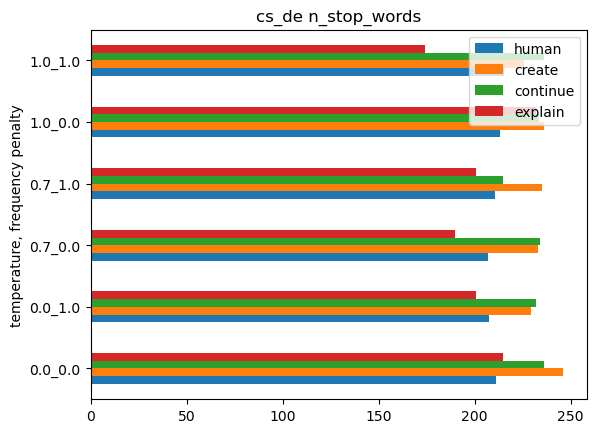 cs_de n_stop_words
human
create
continue
explain
temperature, frequency penalty
1.0_1.0
1.0_0.0
0.7_1.0
0.7_0.0
0.0_1.0
0.0_0.0
0 50 100 150 200 250